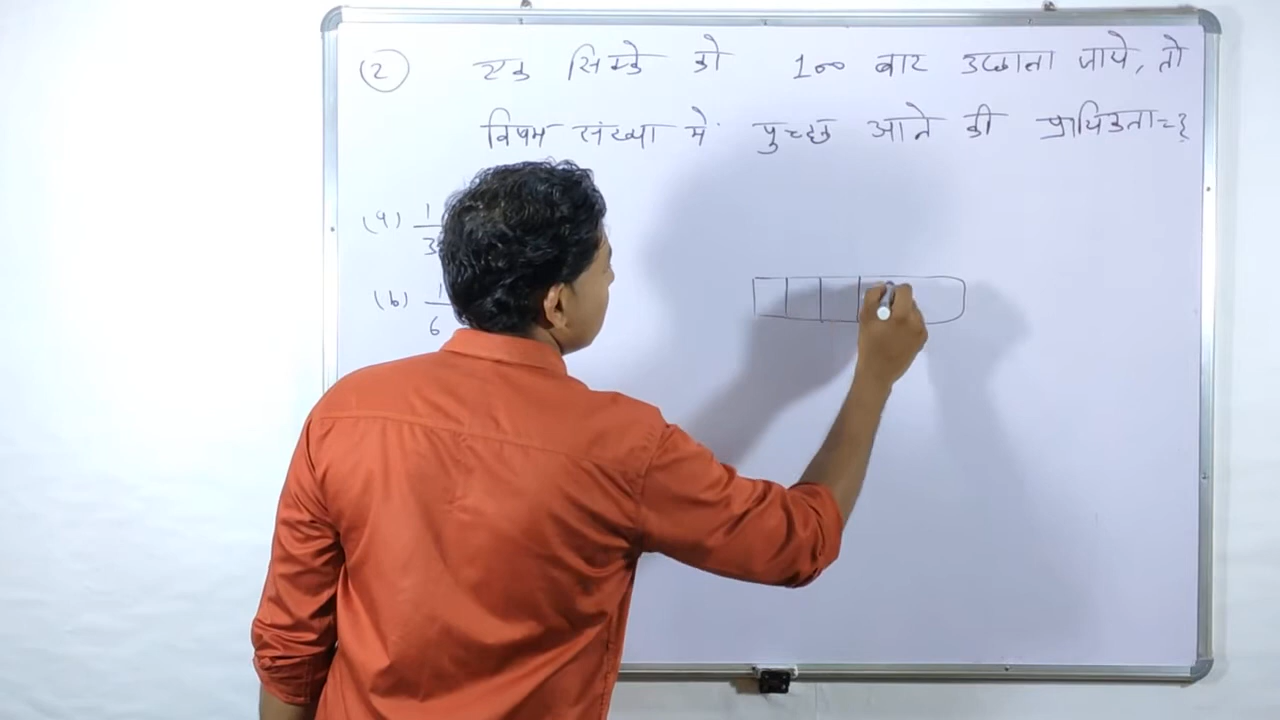 (2) एक सिक्के को 100 बार उछाला जाये, तो
विषम संख्या में पुच्छ आने की प्रायिकता=?
(a) 1/3
(b) 1/6